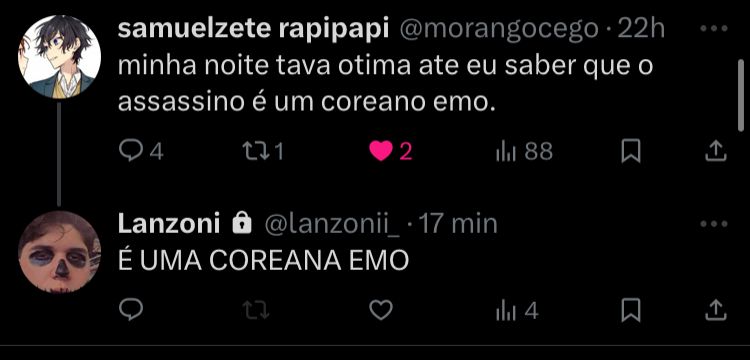 samuelzete rapipapi @morangocego · 22h
minha noite tava otima ate eu saber que o
assassino é um coreano emo.
4 1 2 88
Lanzoni @lanzonii_ · 17 min
É UMA COREANA EMO
4